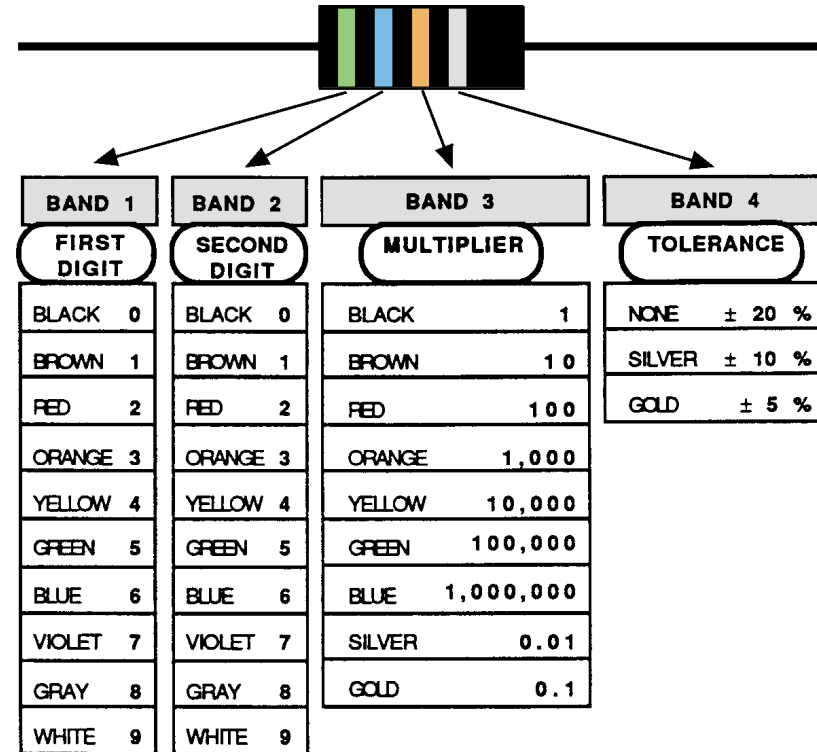 BAND 1
BAND 2
BAND 3
BAND 4
FIRST
DIGIT
SECOND
DIGIT
MULTIPLIER
TOLERANCE
BLACK 0
BROWN 1
RED 2
ORANGE 3
YELLOW 4
GREEN 5
BLUE 6
VIOLET 7
GRAY 8
WHITE 9
BLACK 0
BROWN 1
RED 2
ORANGE 3
YELLOW 4
GREEN 5
BLUE 6
VIOLET 7
GRAY 8
WHITE 9
BLACK 1
BROWN 10
RED 100
ORANGE 1,000
YELLOW 10,000
GREEN 100,000
BLUE 1,000,000
SILVER 0.01
GOLD 0.1
NONE ± 20 %
SILVER ± 10 %
GOLD ± 5 %